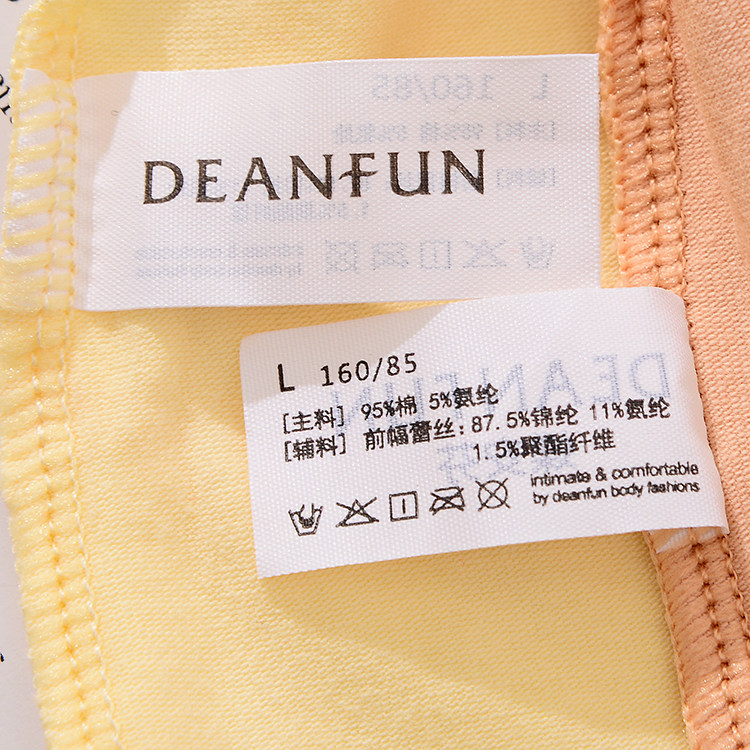 DEANFUN
L 160/85
[主料] 95%棉 5%氨纶
[辅料] 前幅蕾丝: 87.5%锦纶 11%氨纶
1.5%聚酯纤维
intimate & comfortable
by deanfun body fashions